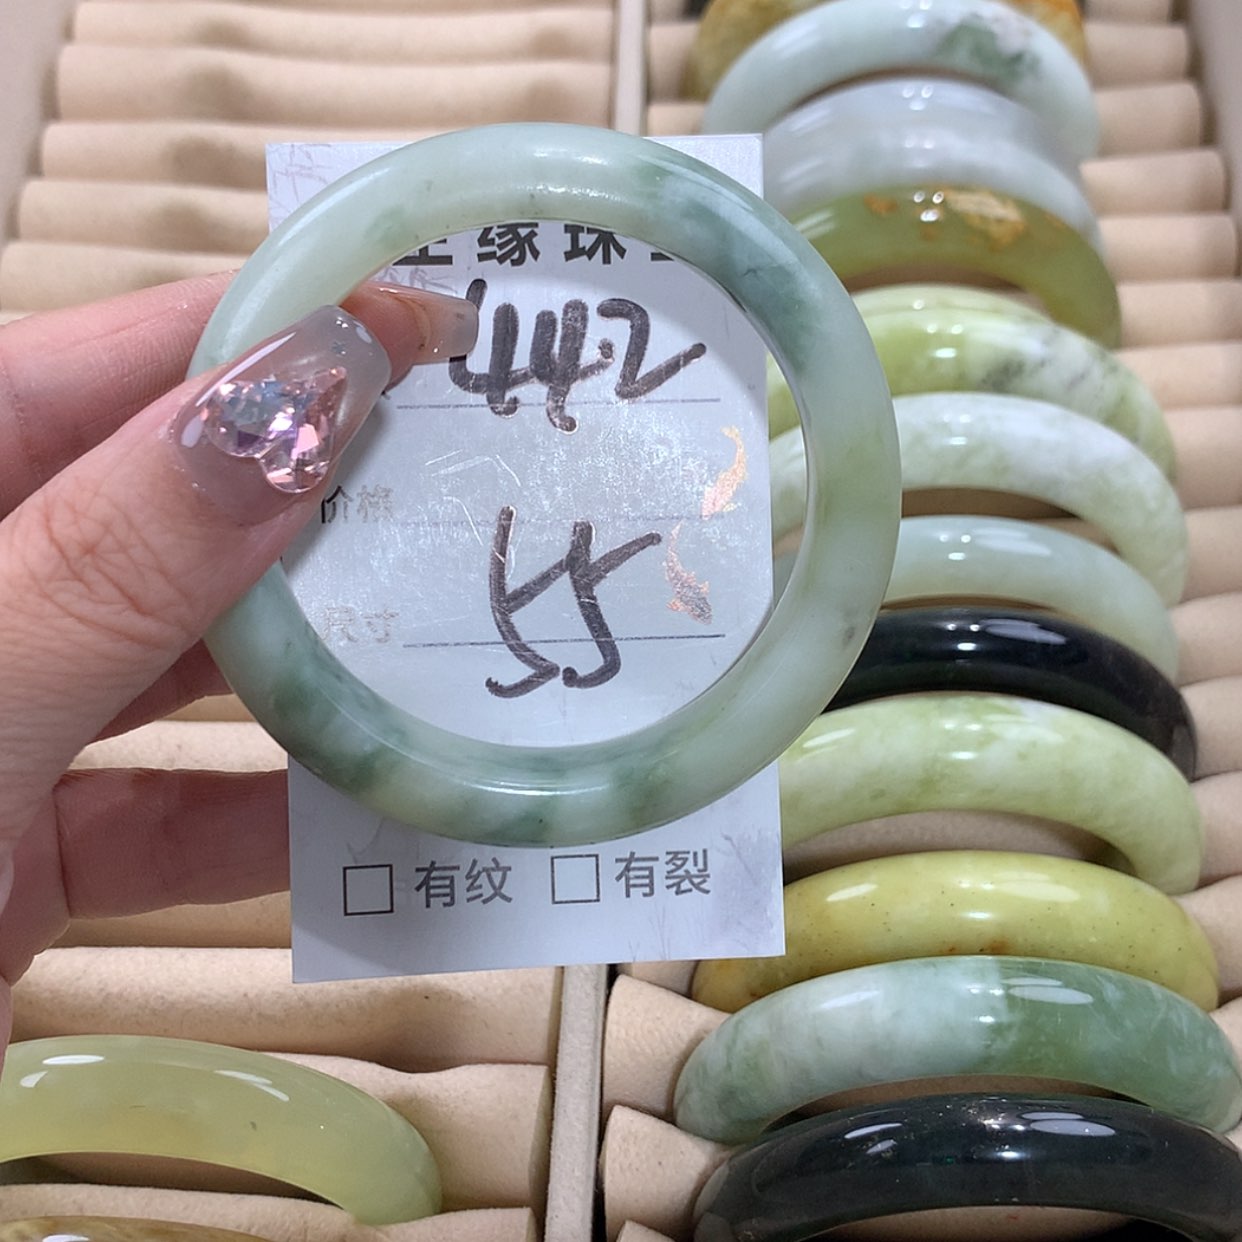 缘珠
442
价格
尺寸 55
□ 有纹 □ 有裂